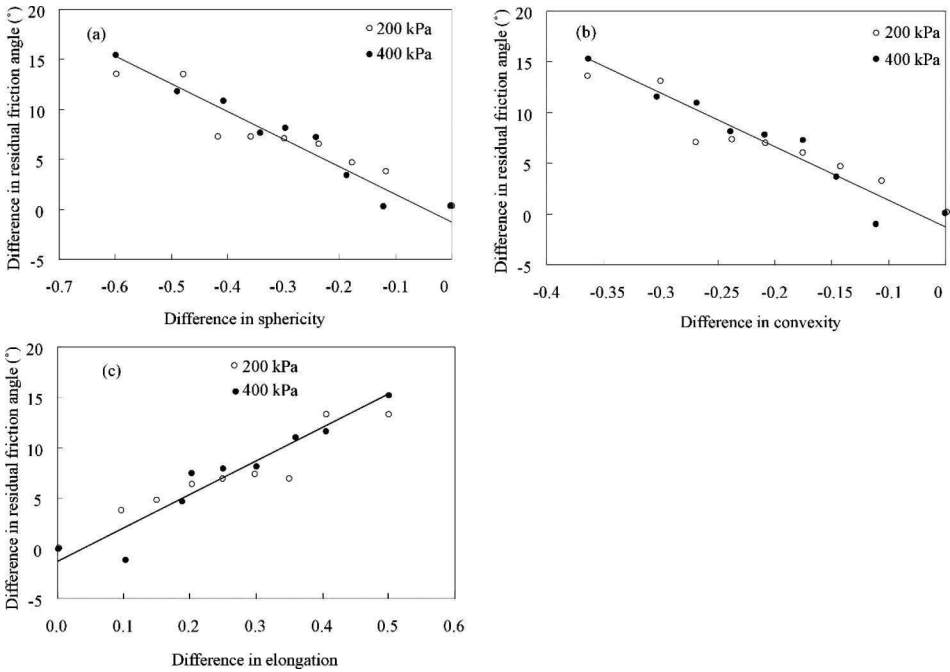 Difference in residual friction angle (°)
20
15
10
5
0
-5
(a)
200 kPa
400 kPa
-0.7 -0.6 -0.5 -0.4 -0.3 -0.2 -0.1 0
Difference in sphericity
Difference in residual friction angle (°)
20
15
10
5
0
-5
(b)
200 kPa
400 kPa
-0.4 -0.35 -0.3 -0.25 -0.2 -0.15 -0.1 0
Difference in convexity
Difference in residual friction angle (°)
20
15
10
5
0
-5
(c)
200 kPa
400 kPa
0.0 0.1 0.2 0.3 0.4 0.5 0.6
Difference in elongation